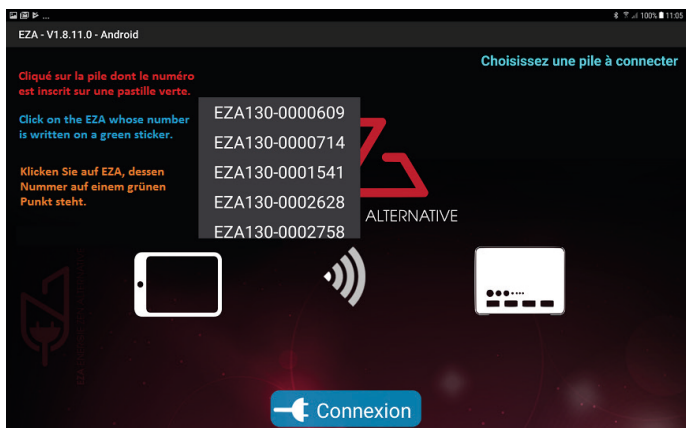 ... 100% 11:05
EZA - V1.8.11.0 - Android
Choisissez une pile à connecter
Cliqué sur la pile dont le numéro
est inscrit sur une pastille verte.
Click on the EZA whose number
is written on a green sticker.
Klicken Sie auf EZA, dessen
Nummer auf einem grünen
Punkt steht.
EZA130-0000609
EZA130-0000714
EZA130-0001541
EZA130-0002628
EZA130-0002758
ALTERNATIVE
Connexion